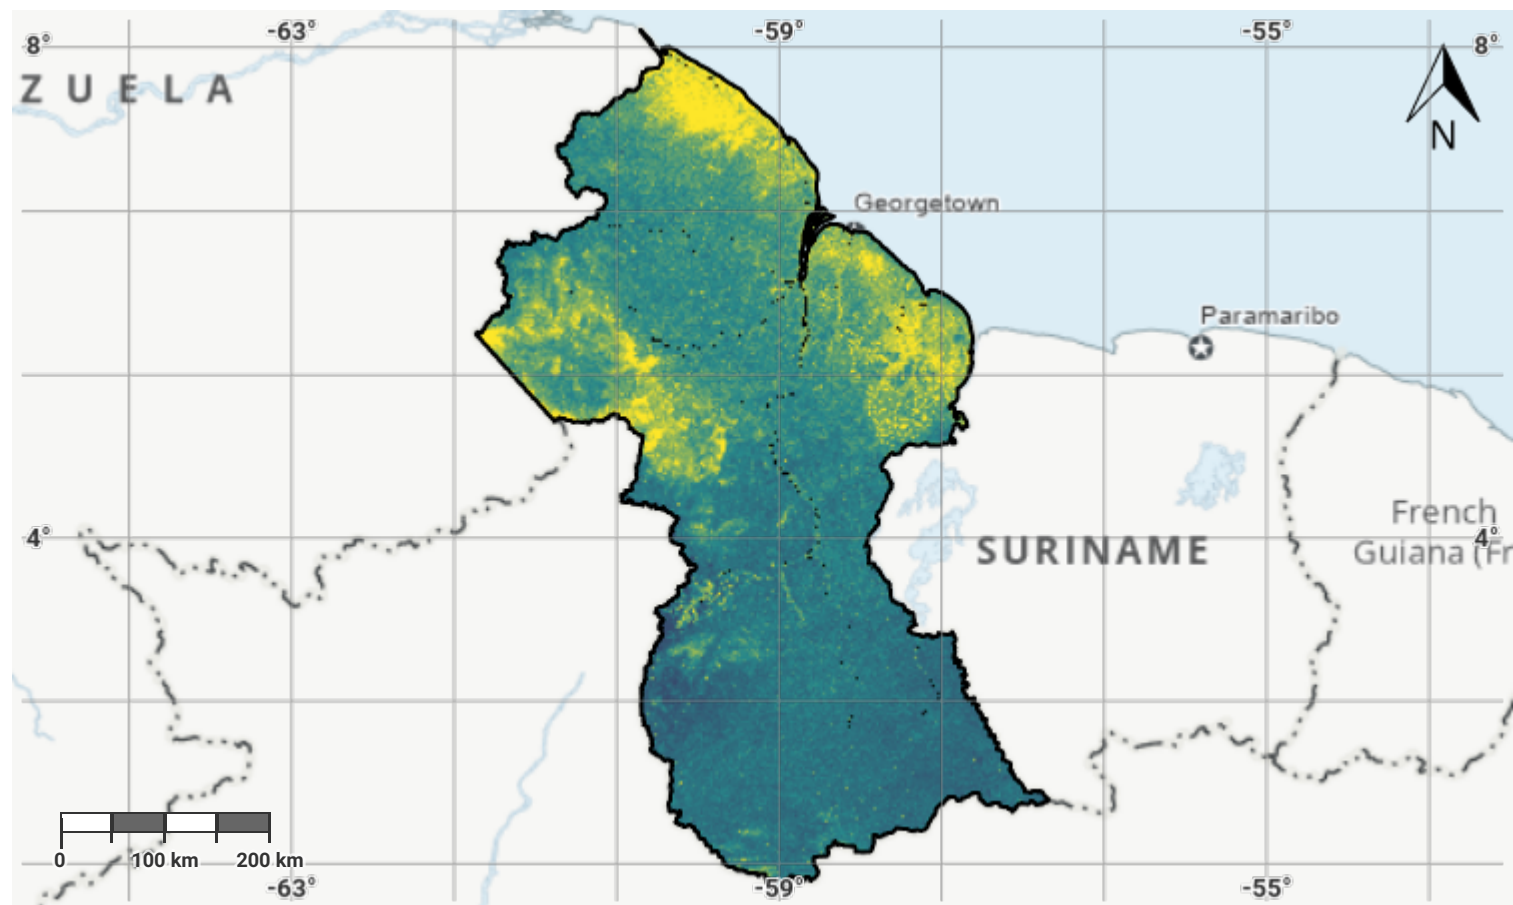 -63°
-59°
-55°
8°
8°
ZUELA
N
Georgetown
Paramaribo
French
4°
4°
SURINAME
Guiana (Fr
0
100 km
200 km
-63°
-59°
-55°